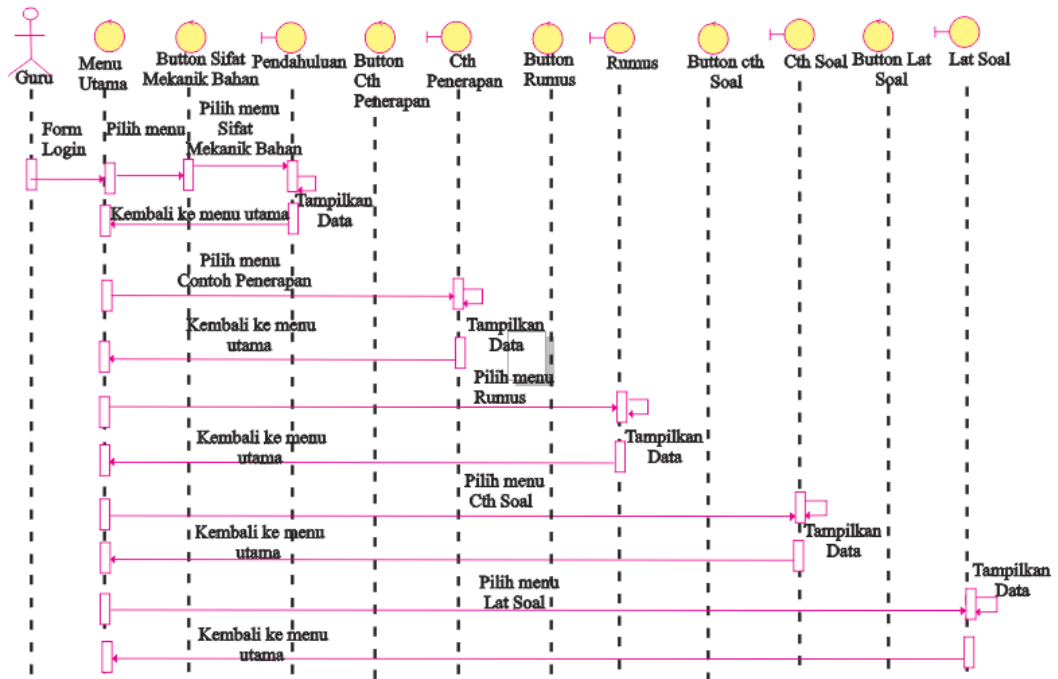 Guru
Menu
Utama
Button Sifat
Mekanik Bahan
Pendahuluan
Button
Cth
Penerapan
Cth
Penerapan
Button
Rumus
Rumus
Button cth
Soal
Cth Soal
Button Lat
Soal
Lat Soal
Form
Login
Pilih menu
Pilih menu
Sifat
Mekanik Bahan
Tampilkan
Data
Kembali ke menu utama
Pilih menu
Contoh Penerapan
Tampilkan
Data
Kembali ke menu
utama
Pilih menu
Rumus
Tampilkan
Data
Kembali ke menu
utama
Pilih menu
Cth Soal
Tampilkan
Data
Kembali ke menu
utama
Pilih menu
Lat Soal
Tampilkan
Data
Kembali ke menu
utama